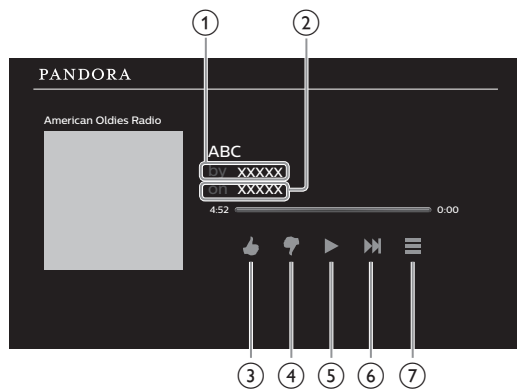 1 2
PANDORA
American Oldies Radio
ABC
by xxxxx
on xxxxx
4:52 0:00
3 4 5 6 7